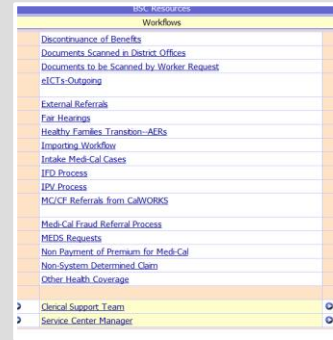 BSC Resources
Workflows
Discontinuance of Benefits
Documents Scanned in District Offices
Documents to be Scanned by Worker Request
eICTs-Outgoing
External Referrals
Fair Hearings
Healthy Families Transition--AERs
Importing Workflow
Intake Medi-Cal Cases
IFD Process
IPV Process
MC/CF Referrals from CalWORKS
Medi-Cal Fraud Referral Process
MEDS Requests
Non Payment of Premium for Medi-Cal
Non-System Determined Claim
Other Health Coverage
Clerical Support Team
Service Center Manager